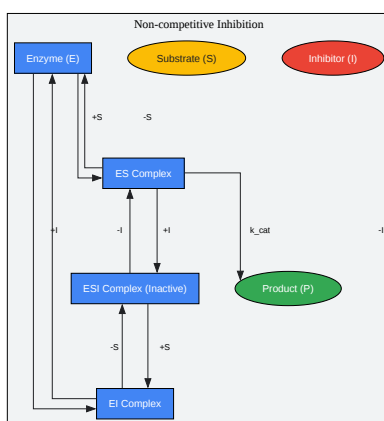 Non-competitive Inhibition
Enzyme (E)
Substrate (S)
Inhibitor (I)
+S
-S
ES Complex
+I
-I
+I
k_cat
-I
ESI Complex (Inactive)
Product (P)
-S
+S
EI Complex